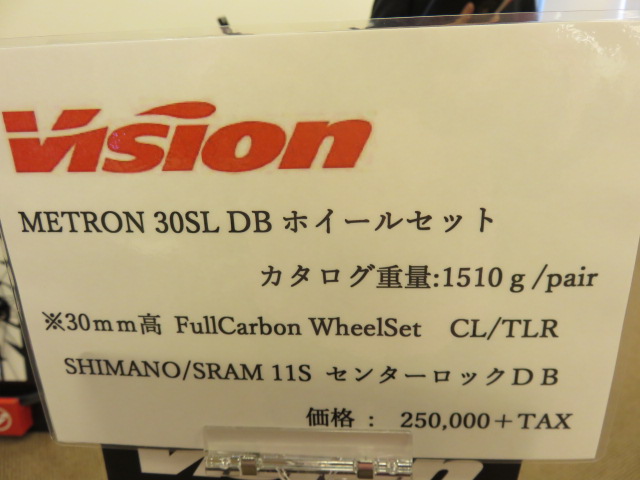 Vision
METRON 30SL DB ホイールセット
カタログ重量:1510ｇ/pair
※30ｍｍ高 FullCarbon WheelSet CL/TLR
SHIMANO/SRAM 11S センターロックＤＢ
価格： 250,000＋TAX
Vision